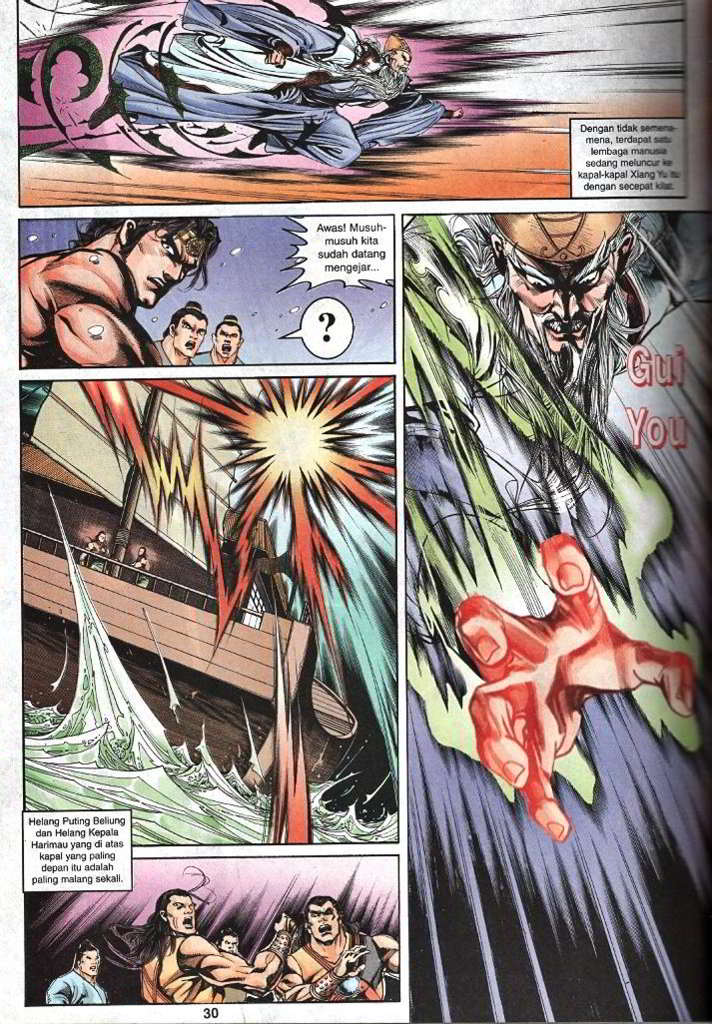 Dengan tidak semena-
mena, terdapat satu
lembaga manusia
sedang meluncur ke
kapal-kapal Xiang Yu itu
dengan secepat kilat.
Awas! Musuh-
musuh kita
sudah datang
mengejar...
?
Gui
You
Helang Puting Beliung
dan Helang Kepala
Harimau yang di atas
kapal yang paling
depan itu adalah
paling malang sekali.
30